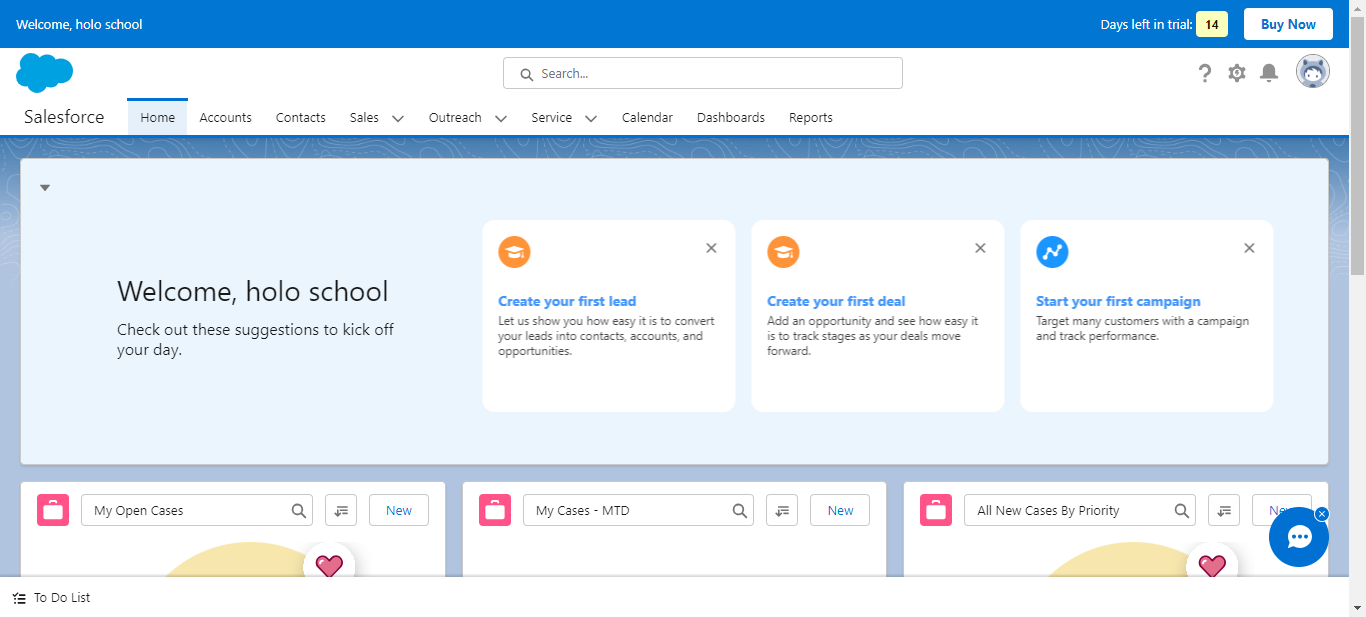 Welcome, holo school
Days left in trial: 14 Buy Now
Search...
Salesforce Home Accounts Contacts Sales Outreach Service Calendar Dashboards Reports
Welcome, holo school
Check out these suggestions to kick off
your day.
Create your first lead
Let us show you how easy it is to convert
your leads into contacts, accounts, and
opportunities.
Create your first deal
Add an opportunity and see how easy it
is to track stages as your deals move
forward.
Start your first campaign
Target many customers with a campaign
and track performance.
My Open Cases New
My Cases - MTD New
All New Cases By Priority New
To Do List